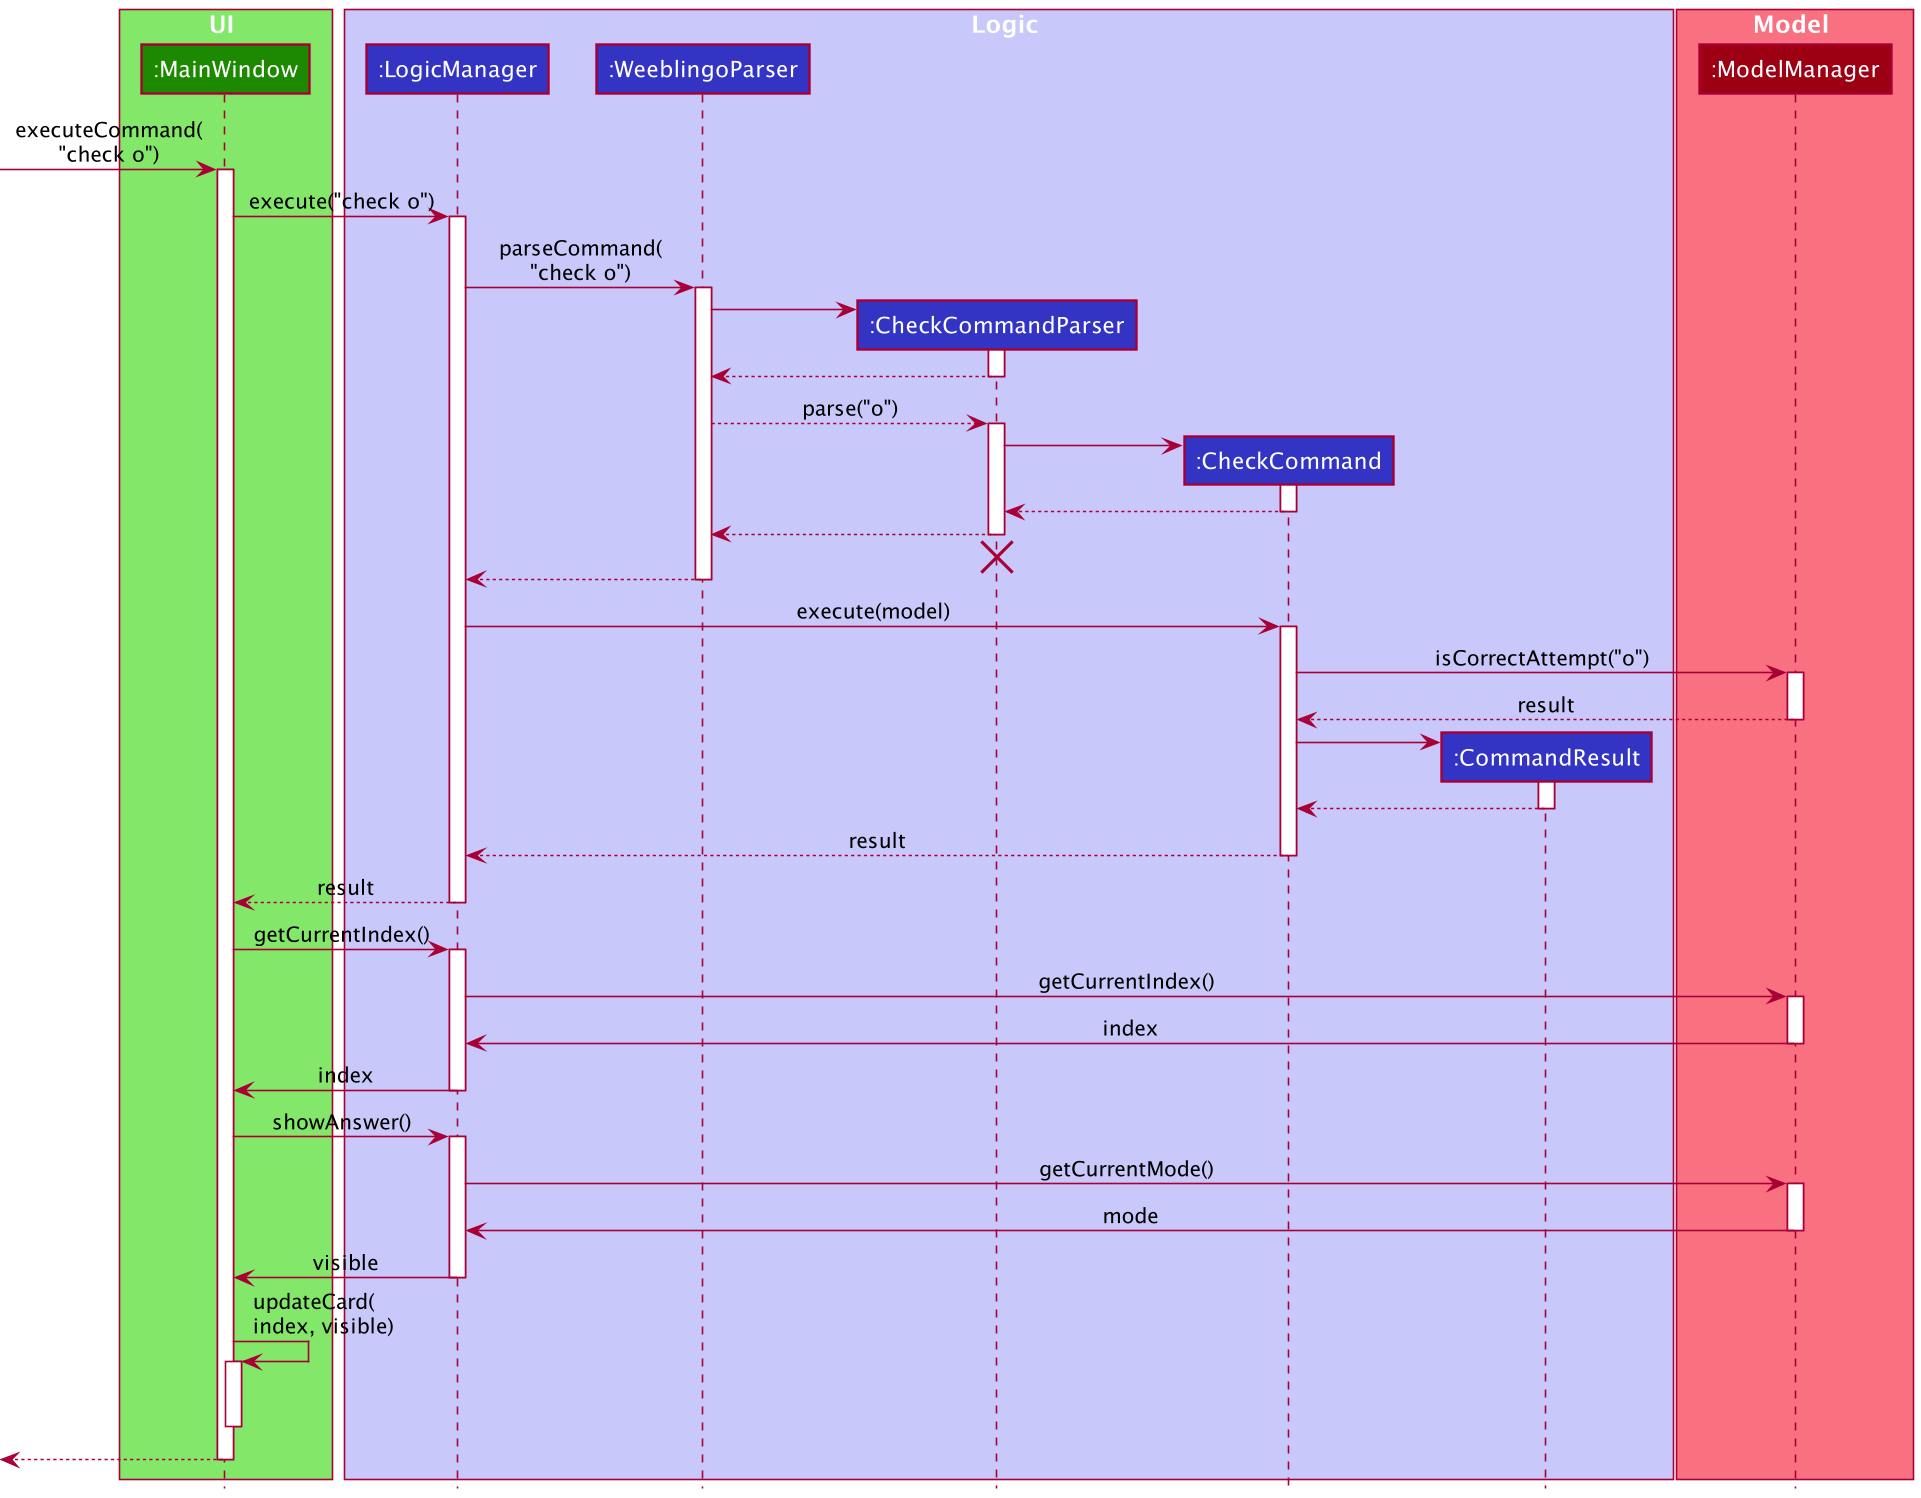 UI
Logic
Model
:MainWindow
:LogicManager
:WeeblingoParser
:ModelManager
executeCommand(
"check o")
execute("check o")
parseCommand(
"check o")
:CheckCommandParser
parse("o")
:CheckCommand
execute(model)
isCorrectAttempt("o")
result
:CommandResult
result
result
getCurrentIndex()
getCurrentIndex()
index
index
showAnswer()
getCurrentMode()
mode
visible
updateCard(
index, visible)